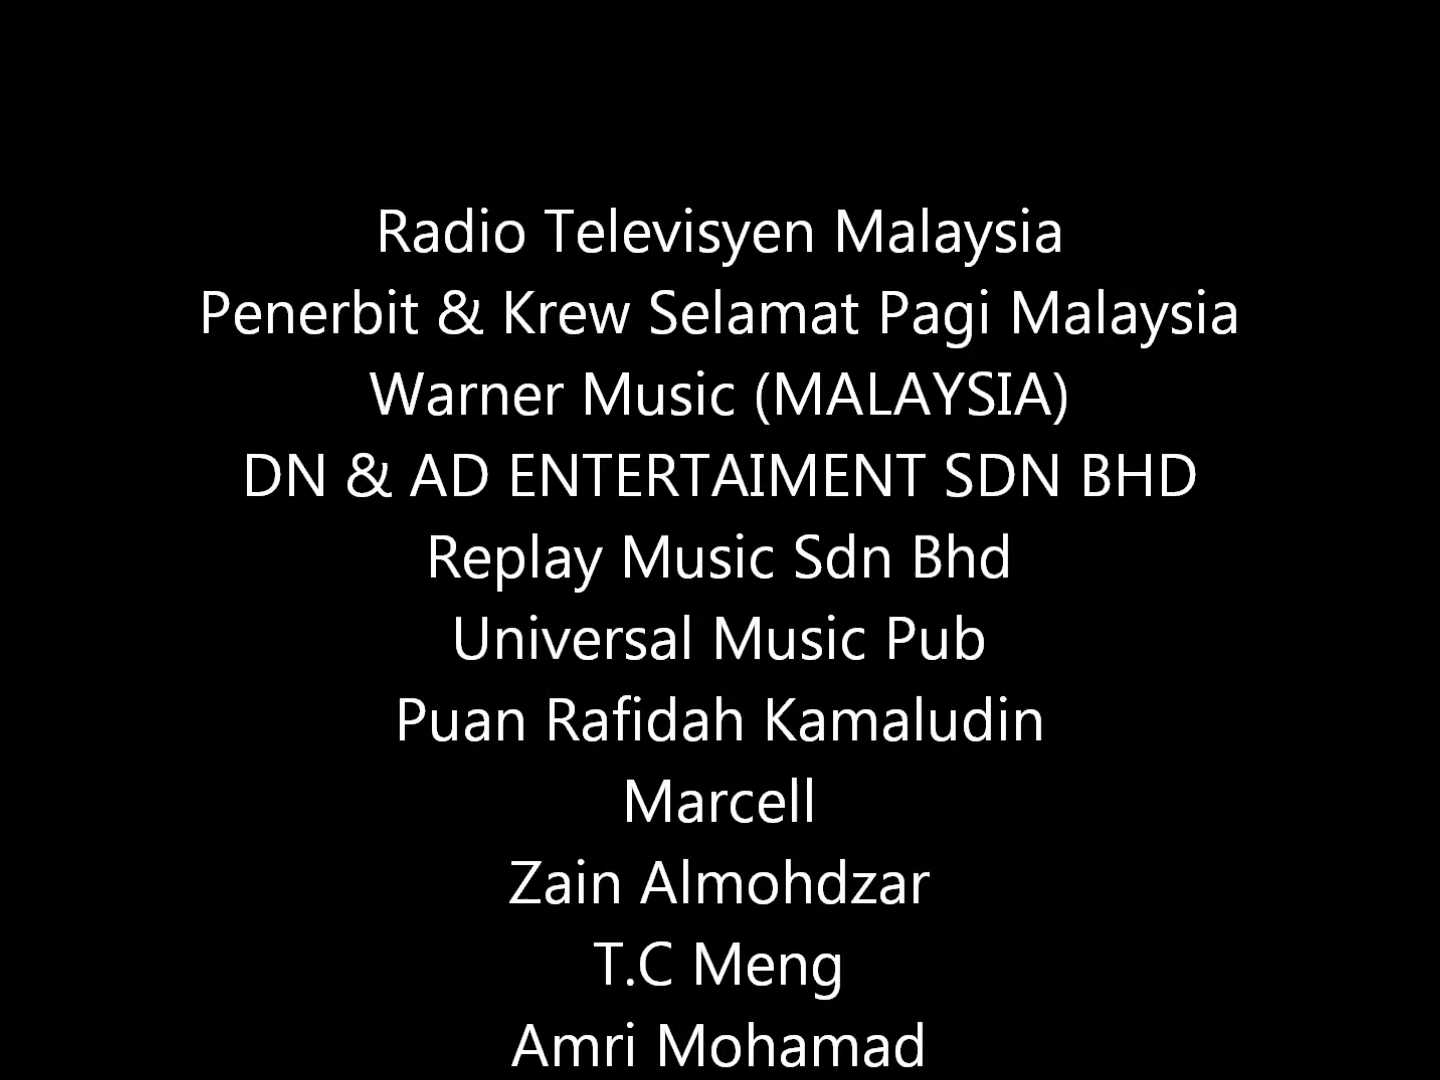 Radio Televisyen Malaysia
Penerbit & Krew Selamat Pagi Malaysia
Warner Music (MALAYSIA)
DN & AD ENTERTAIMENT SDN BHD
Replay Music Sdn Bhd
Universal Music Pub
Puan Rafidah Kamaludin
Marcell
Zain Almohdzar
T.C Meng
Amri Mohamad